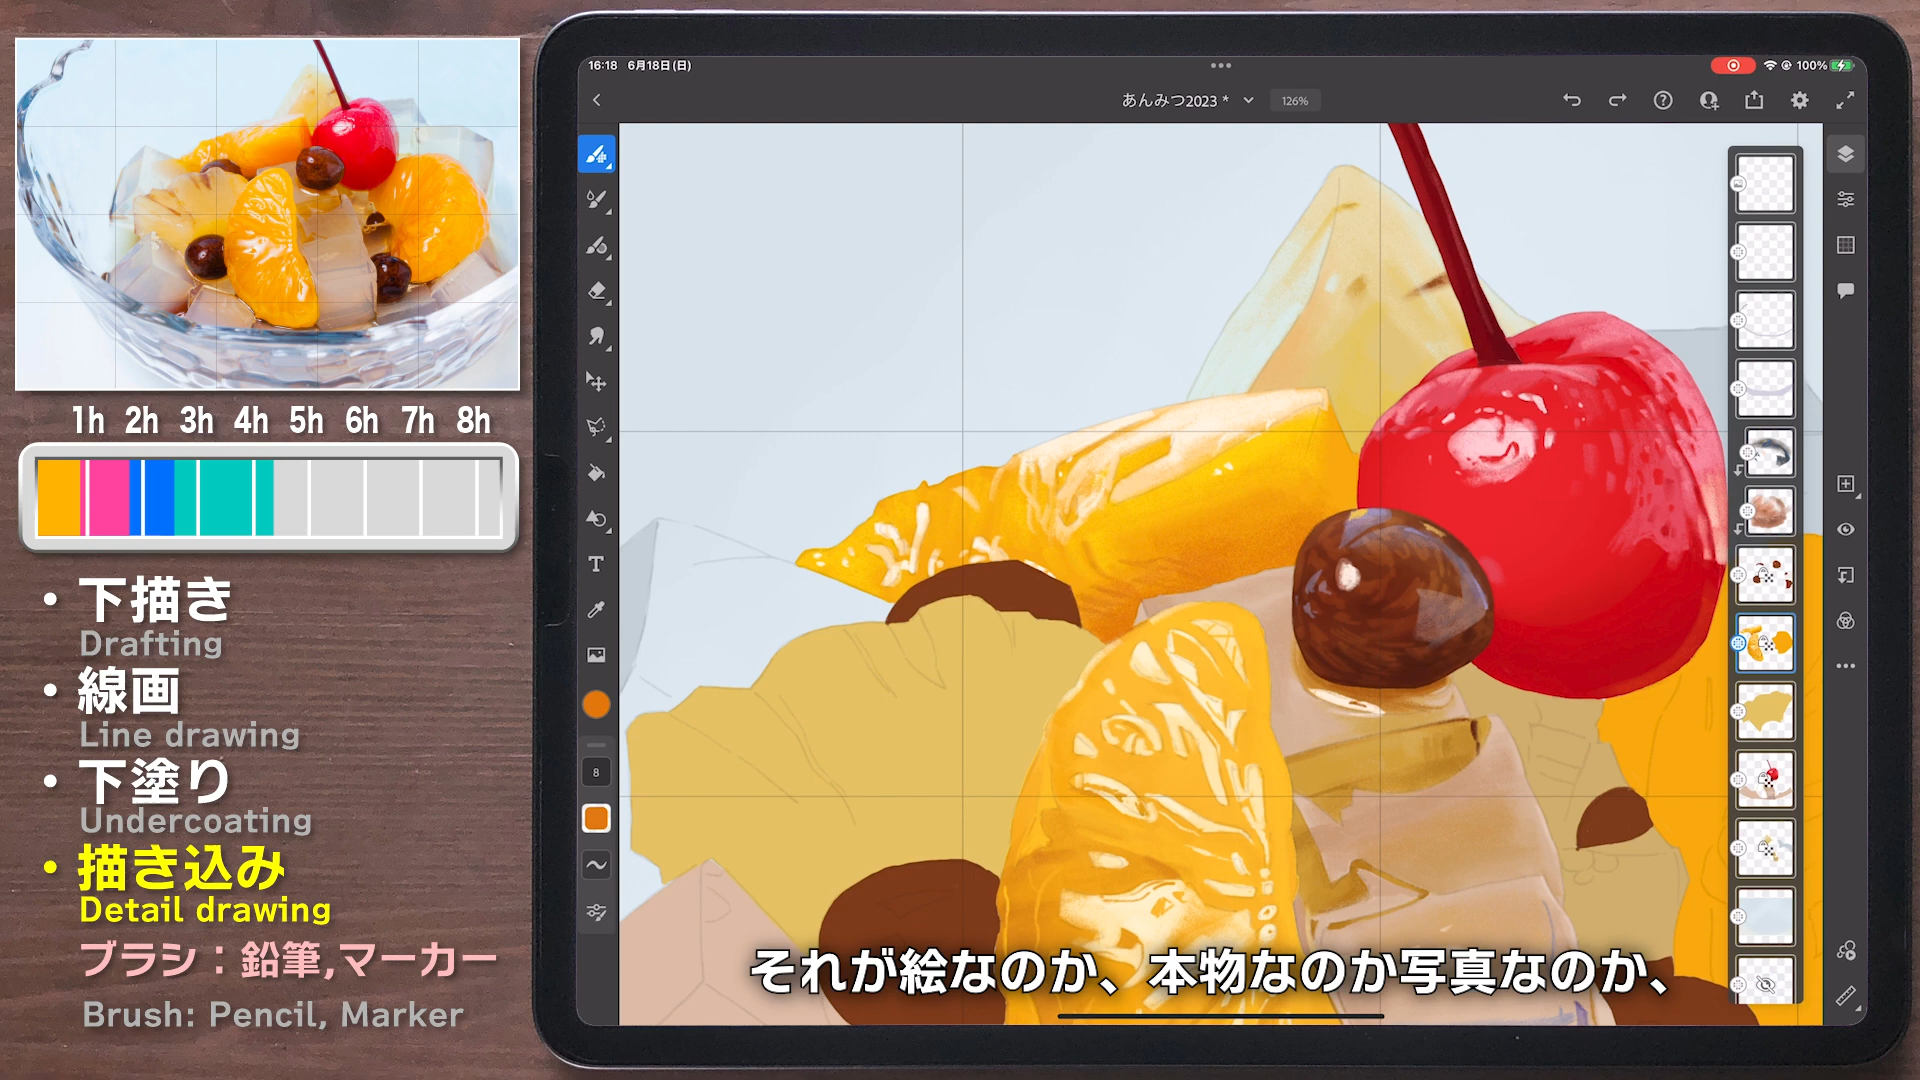 1h 2h 3h 4h 5h 6h 7h 8h
・下描き
Drafting
・線画
Line drawing
・下塗り
Undercoating
・描き込み
Detail drawing
ブラシ：鉛筆,マーカー
Brush: Pencil, Marker
16:18 6月18日(日)
100%
あんみつ2023 *
126%
T
8
それが絵なのか、本物なのか写真なのか、